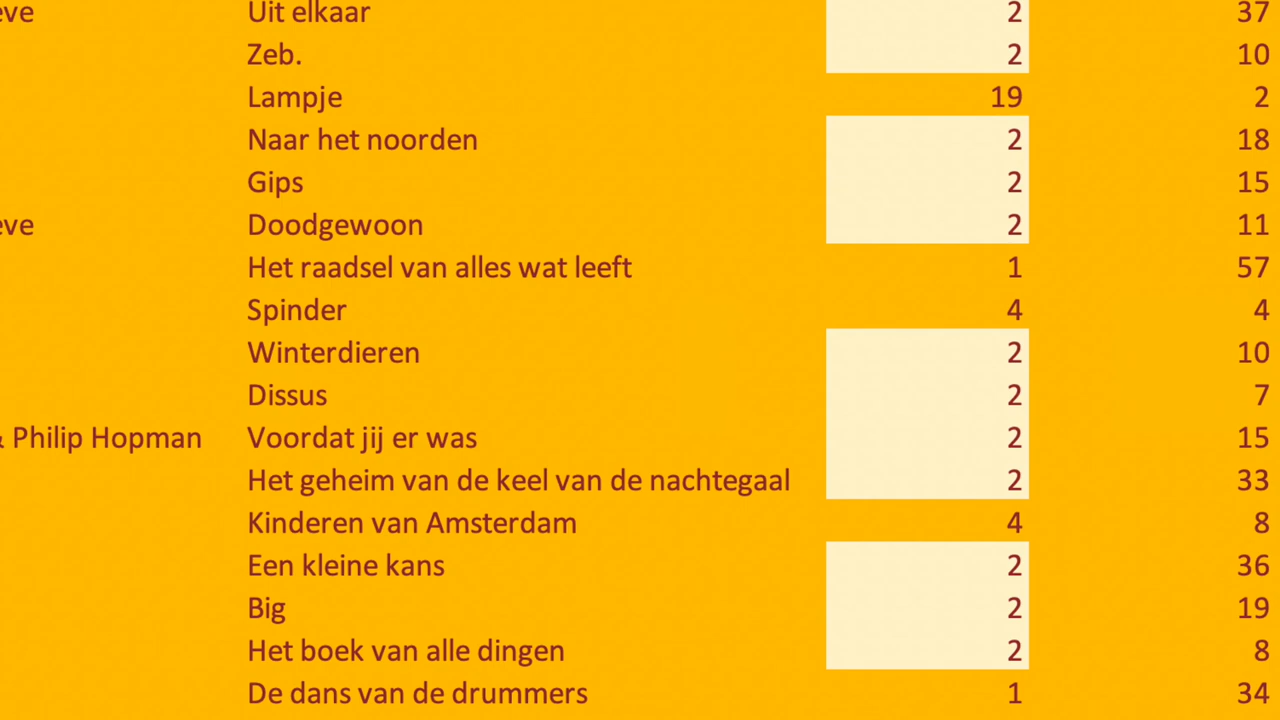 eve Uit elkaar 2 37
Zeb. 2 10
Lampje 19 2
Naar het noorden 2 18
Gips 2 15
eve Doodgewoon 2 11
Het raadsel van alles wat leeft 1 57
Spinder 4 4
Winterdieren 2 10
Dissus 2 7
& Philip Hopman Voordat jij er was 2 15
Het geheim van de keel van de nachtegaal 2 33
Kinderen van Amsterdam 4 8
Een kleine kans 2 36
Big 2 19
Het boek van alle dingen 2 8
De dans van de drummers 1 34